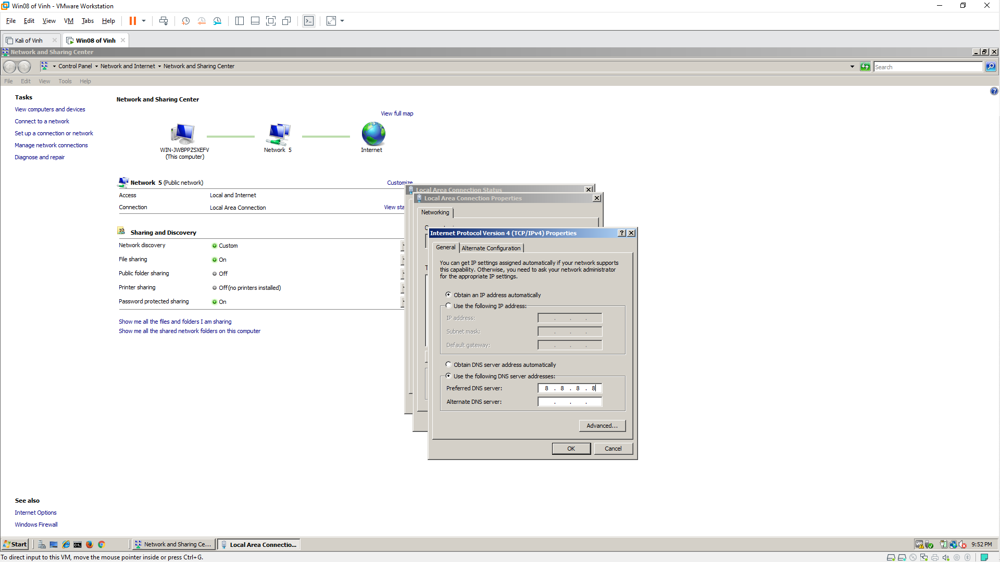 Win08 of Vinh - VMware Workstation
File Edit View VM Tabs Help
Kali of Vinh
Win08 of Vinh
Network and Sharing Center
Control Panel Network and Internet Network and Sharing Center
Search
File Edit View Tools Help
Tasks
View computers and devices
Connect to a network
Set up a connection or network
Manage network connections
Diagnose and repair
Network and Sharing Center
View full map
WIN-JWBPPZSXEFV
(This computer)
Network 5
Internet
Network 5 (Public network)
Customize
Access Local and Internet
Connection Local Area Connection
View sta
Sharing and Discovery
Network discovery Custom
File sharing On
Public folder sharing Off
Printer sharing Off (no printers installed)
Password protected sharing On
Show me all the files and folders I am sharing
Show me all the shared network folders on this computer
Local Area Connection Status
Local Area Connection Properties
Networking
Internet Protocol Version 4 (TCP/IPv4) Properties
General Alternate Configuration
You can get IP settings assigned automatically if your network supports
this capability. Otherwise, you need to ask your network administrator
for the appropriate IP settings.
Obtain an IP address automatically
Use the following IP address:
IP address: . . .
Subnet mask: . . .
Default gateway: . . .
Obtain DNS server address automatically
Use the following DNS server addresses:
Preferred DNS server: 8 . 8 . 8 . 8
Alternate DNS server: . . .
Advanced...
OK Cancel
See also
Internet Options
Windows Firewall
Start
Network and Sharing Ce...
Local Area Connectio...
9:52 PM
To direct input to this VM, move the mouse pointer inside or press Ctrl+G.